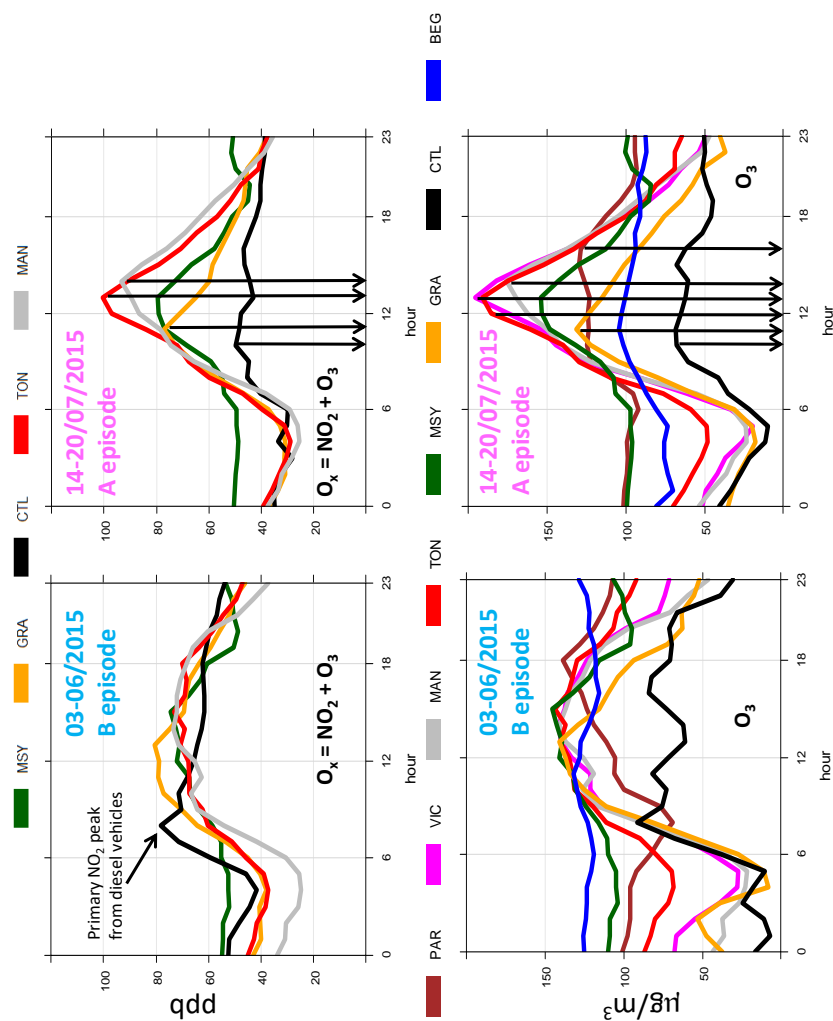 MSY GRA CTL TON MAN
ppb
100
80
60
40
20
Primary NO₂ peak
from diesel vehicles
03-06/2015
B episode
Oₓ = NO₂ + O₃
0 6 12 18 23
hour
100
80
60
40
20
14-20/07/2015
A episode
Oₓ = NO₂ + O₃
0 6 12 18 23
hour
PAR VIC MAN TON MSY GRA CTL BEG
µg/m³
150
100
50
03-06/2015
B episode
O₃
0 6 12 18 23
hour
150
100
50
14-20/07/2015
A episode
O₃
0 6 12 18 23
hour